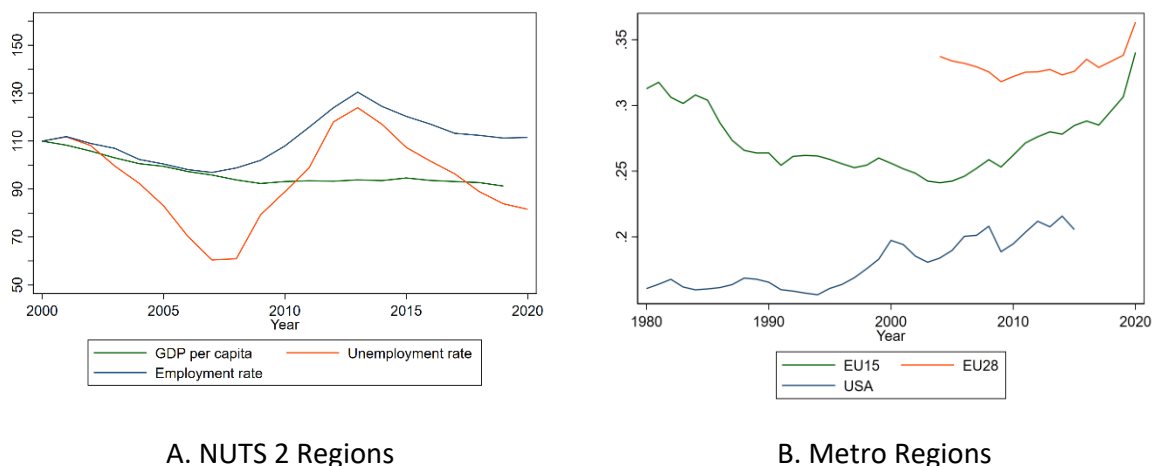 150
130
110
90
70
50
2000
2005
2010
2015
2020
Year
GDP per capita
Unemployment rate
Employment rate
A. NUTS 2 Regions
.35
.3
.25
.2
1980
1990
2000
2010
2020
Year
EU15
EU28
USA
B. Metro Regions